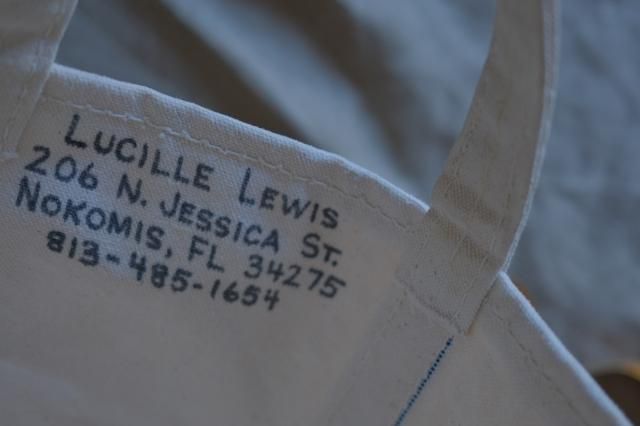 LUCILLE LEWIS
206 N. JESSICA ST.
NOKOMIS, FL 34275
813-485-1654